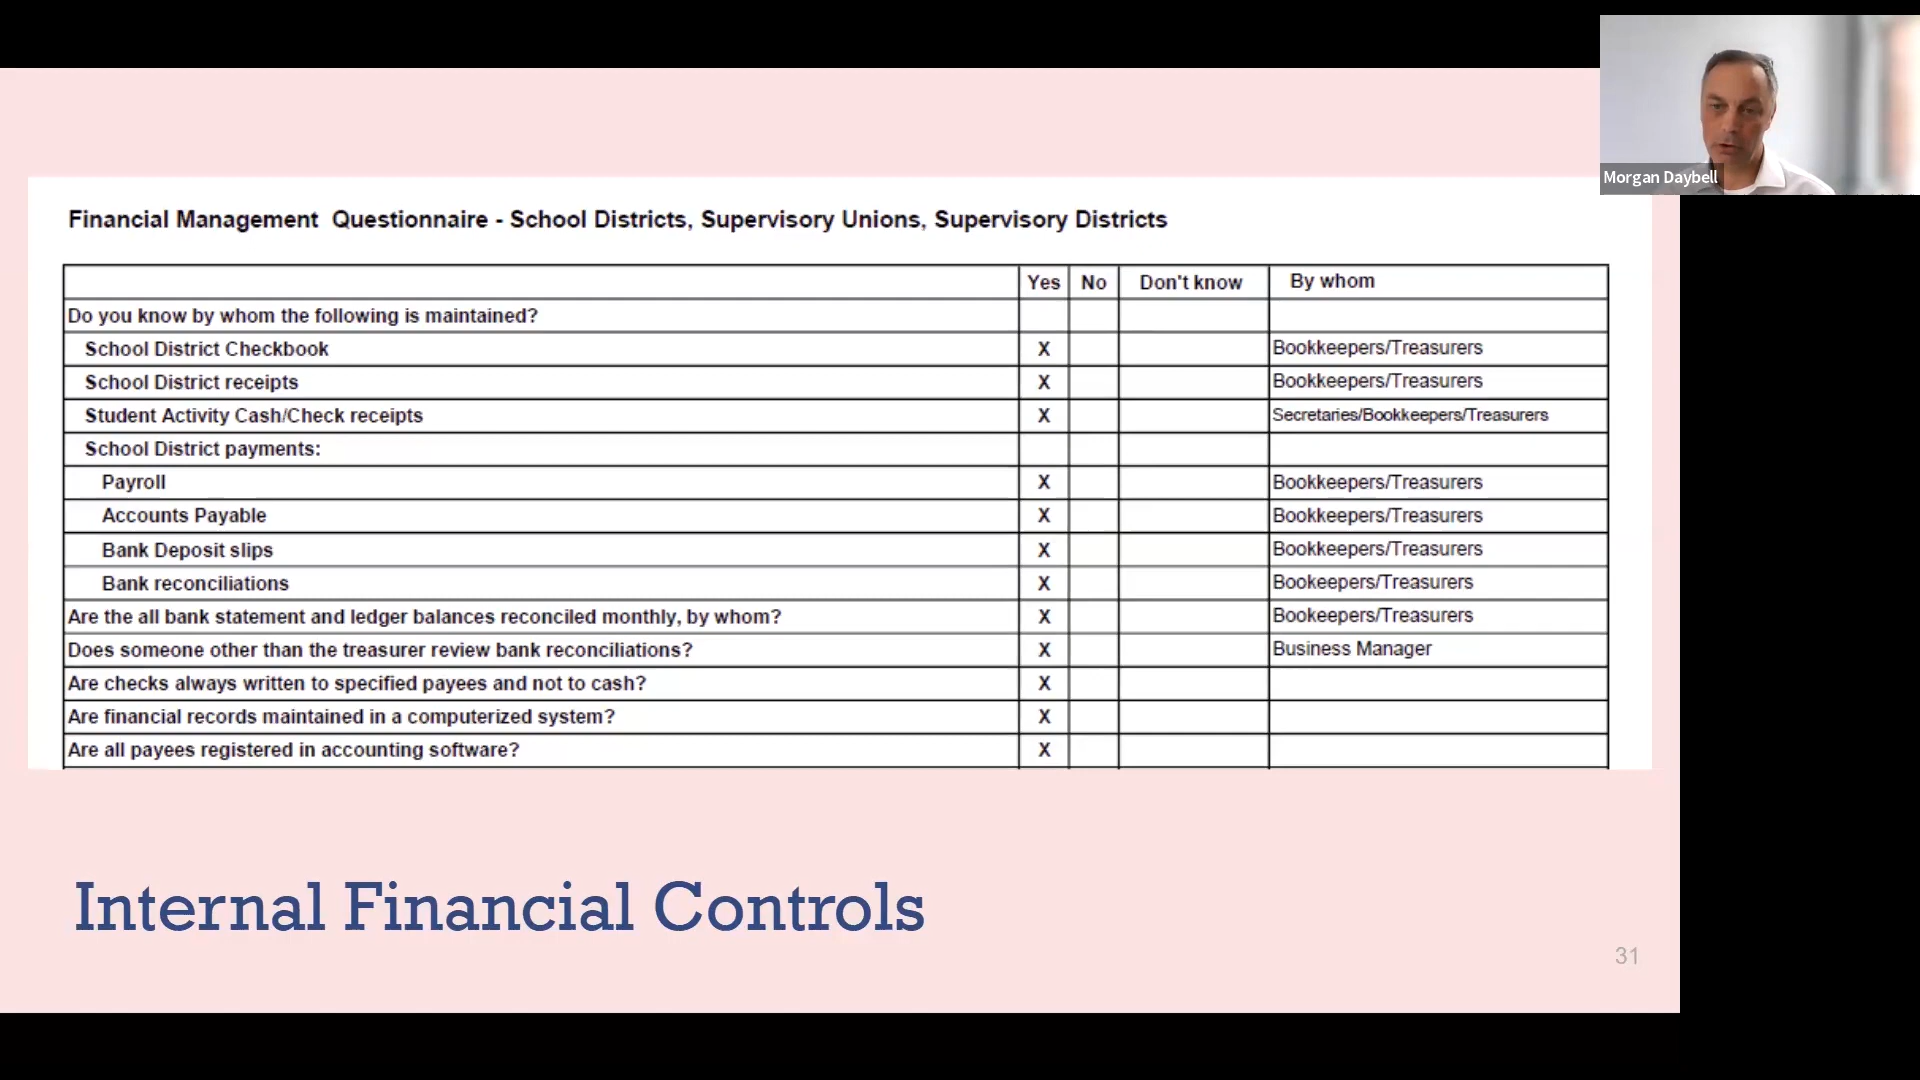 Morgan Daybell
Financial Management Questionnaire - School Districts, Supervisory Unions, Supervisory Districts
Yes No Don't know By whom
Do you know by whom the following is maintained?
School District Checkbook X Bookkeepers/Treasurers
School District receipts X Bookkeepers/Treasurers
Student Activity Cash/Check receipts X Secretaries/Bookkeepers/Treasurers
School District payments:
Payroll X Bookkeepers/Treasurers
Accounts Payable X Bookkeepers/Treasurers
Bank Deposit slips X Bookkeepers/Treasurers
Bank reconciliations X Bookeepers/Treasurers
Are the all bank statement and ledger balances reconciled monthly, by whom? X Bookeepers/Treasurers
Does someone other than the treasurer review bank reconciliations? X Business Manager
Are checks always written to specified payees and not to cash? X
Are financial records maintained in a computerized system? X
Are all payees registered in accounting software? X
Internal Financial Controls
31